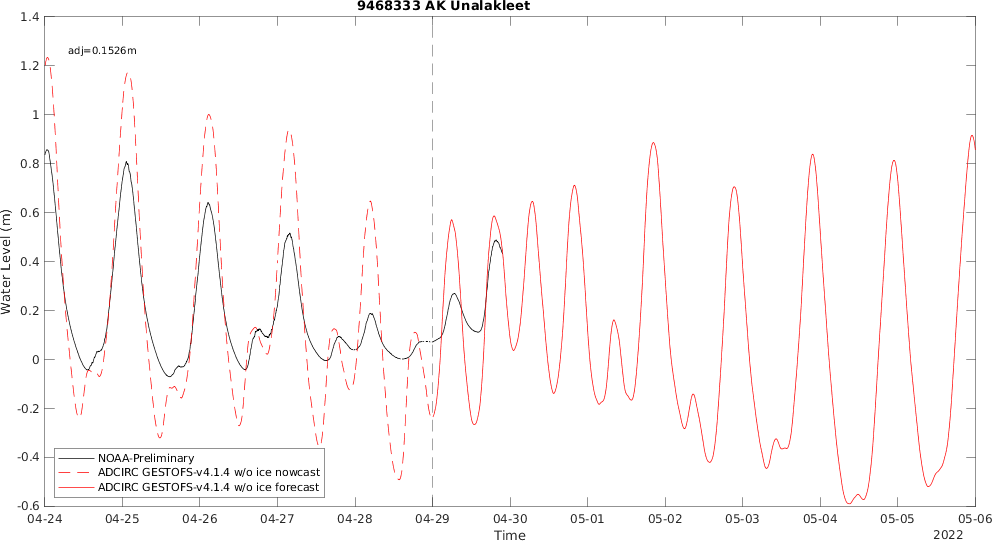 9468333 AK Unalakleet
adj=0.1526m
Water Level (m)
1.4
1.2
1
0.8
0.6
0.4
0.2
0
-0.2
-0.4
-0.6
NOAA-Preliminary
ADCIRC GESTOFS-v4.1.4 w/o ice nowcast
ADCIRC GESTOFS-v4.1.4 w/o ice forecast
04-24 04-25 04-26 04-27 04-28 04-29 04-30 05-01 05-02 05-03 05-04 05-05 05-06
Time
2022